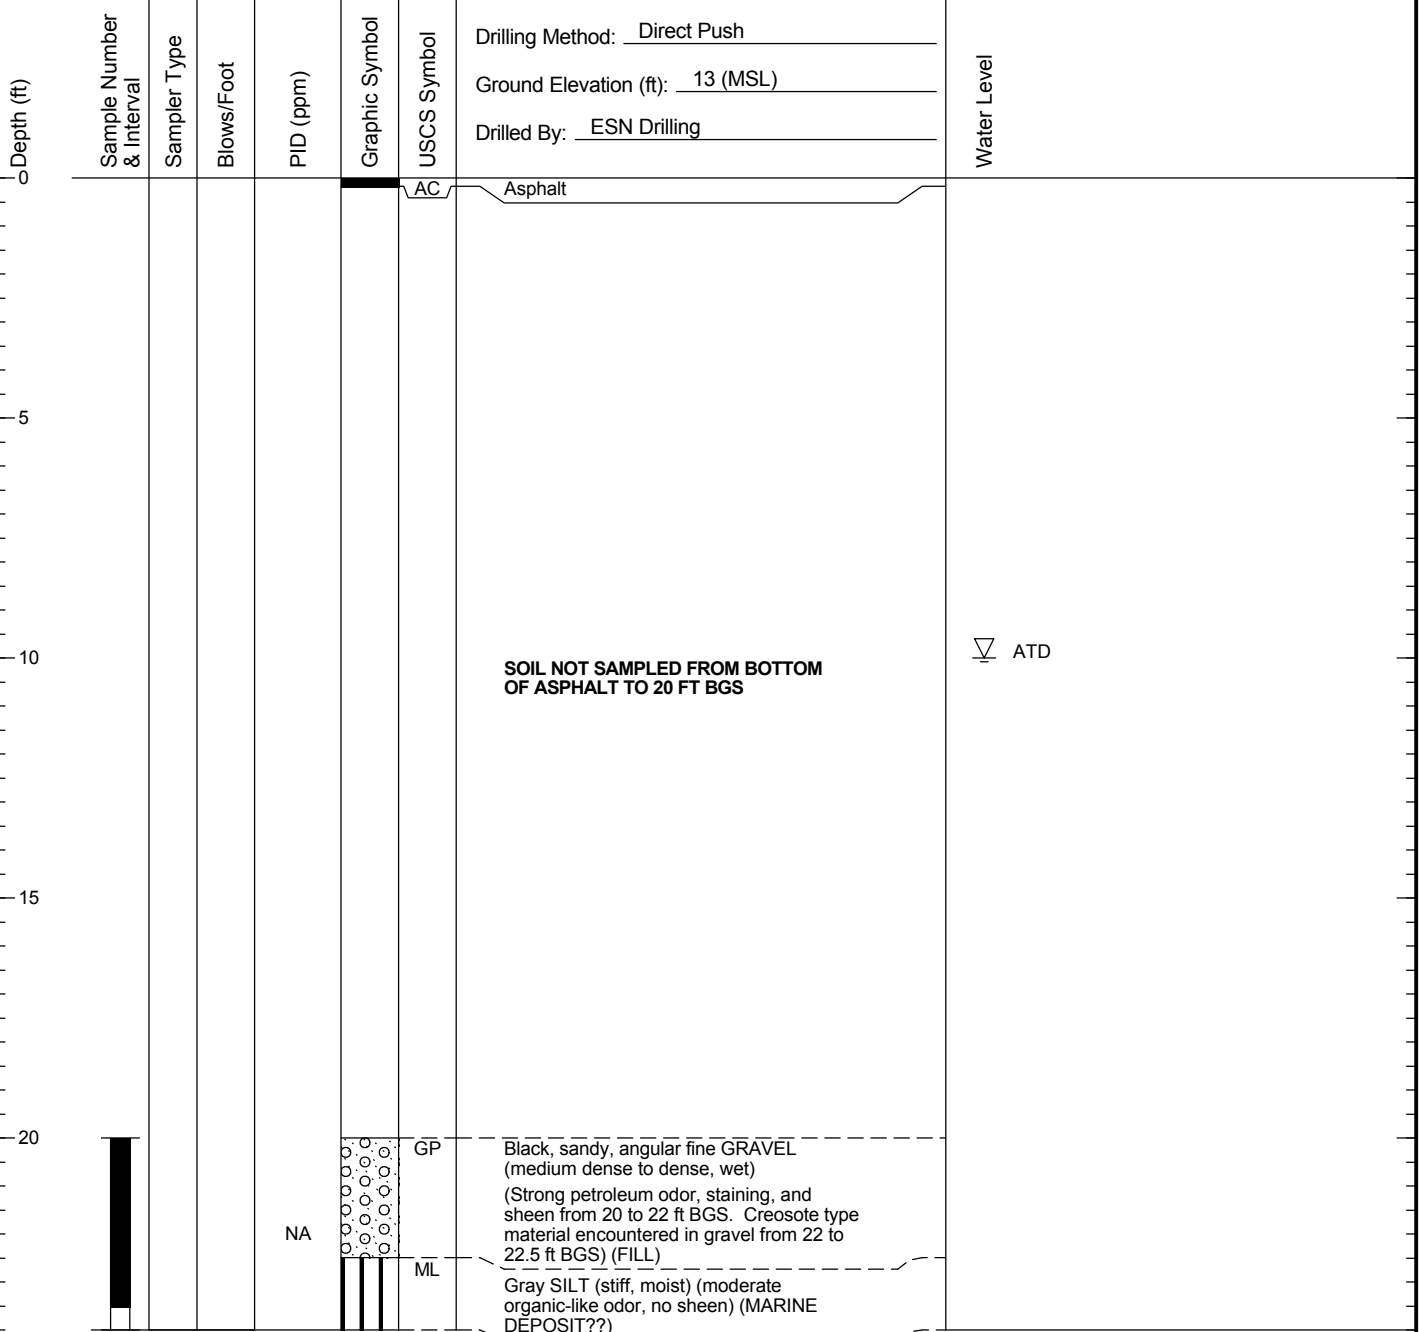 Depth (ft)
Sample Number
& Interval
Sampler Type
Blows/Foot
PID (ppm)
Graphic Symbol
USCS Symbol
Drilling Method: Direct Push
Ground Elevation (ft): 13 (MSL)
Drilled By: ESN Drilling
Water Level
0
AC
Asphalt
5
10
SOIL NOT SAMPLED FROM BOTTOM
OF ASPHALT TO 20 FT BGS
ATD
15
20
GP
Black, sandy, angular fine GRAVEL
(medium dense to dense, wet)
(Strong petroleum odor, staining, and
sheen from 20 to 22 ft BGS. Creosote type
material encountered in gravel from 22 to
22.5 ft BGS) (FILL)
NA
ML
Gray SILT (stiff, moist) (moderate
organic-like odor, no sheen) (MARINE
DEPOSIT??)